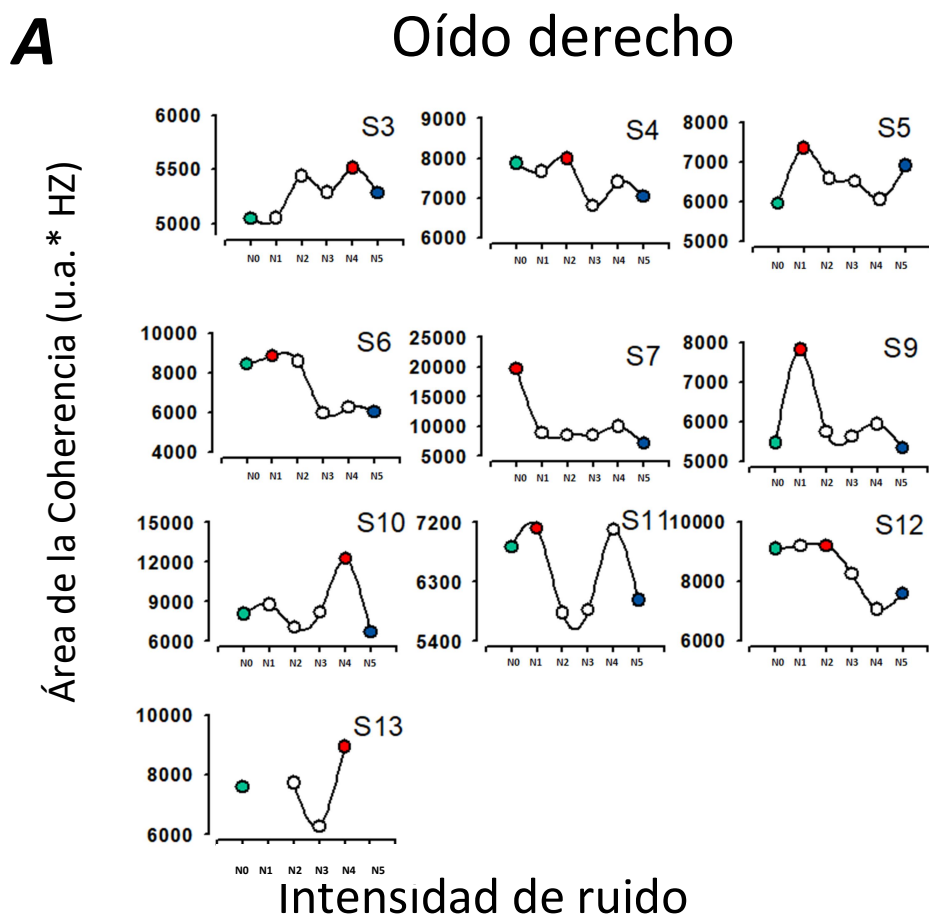 A
Oído derecho
Área de la Coherencia (u.a. * HZ)
S3
6000
5500
5000
N0 N1 N2 N3 N4 N5
S4
9000
8000
7000
6000
N0 N1 N2 N3 N4 N5
S5
8000
7000
6000
5000
N0 N1 N2 N3 N4 N5
S6
10000
8000
6000
4000
N0 N1 N2 N3 N4 N5
S7
25000
20000
15000
10000
5000
N0 N1 N2 N3 N4 N5
S9
8000
7000
6000
5000
N0 N1 N2 N3 N4 N5
S10
15000
12000
9000
6000
N0 N1 N2 N3 N4 N5
S11
7200
6300
5400
N0 N1 N2 N3 N4 N5
S12
10000
8000
6000
N0 N1 N2 N3 N4 N5
S13
10000
8000
6000
N0 N1 N2 N3 N4 N5
Intensidad de ruido